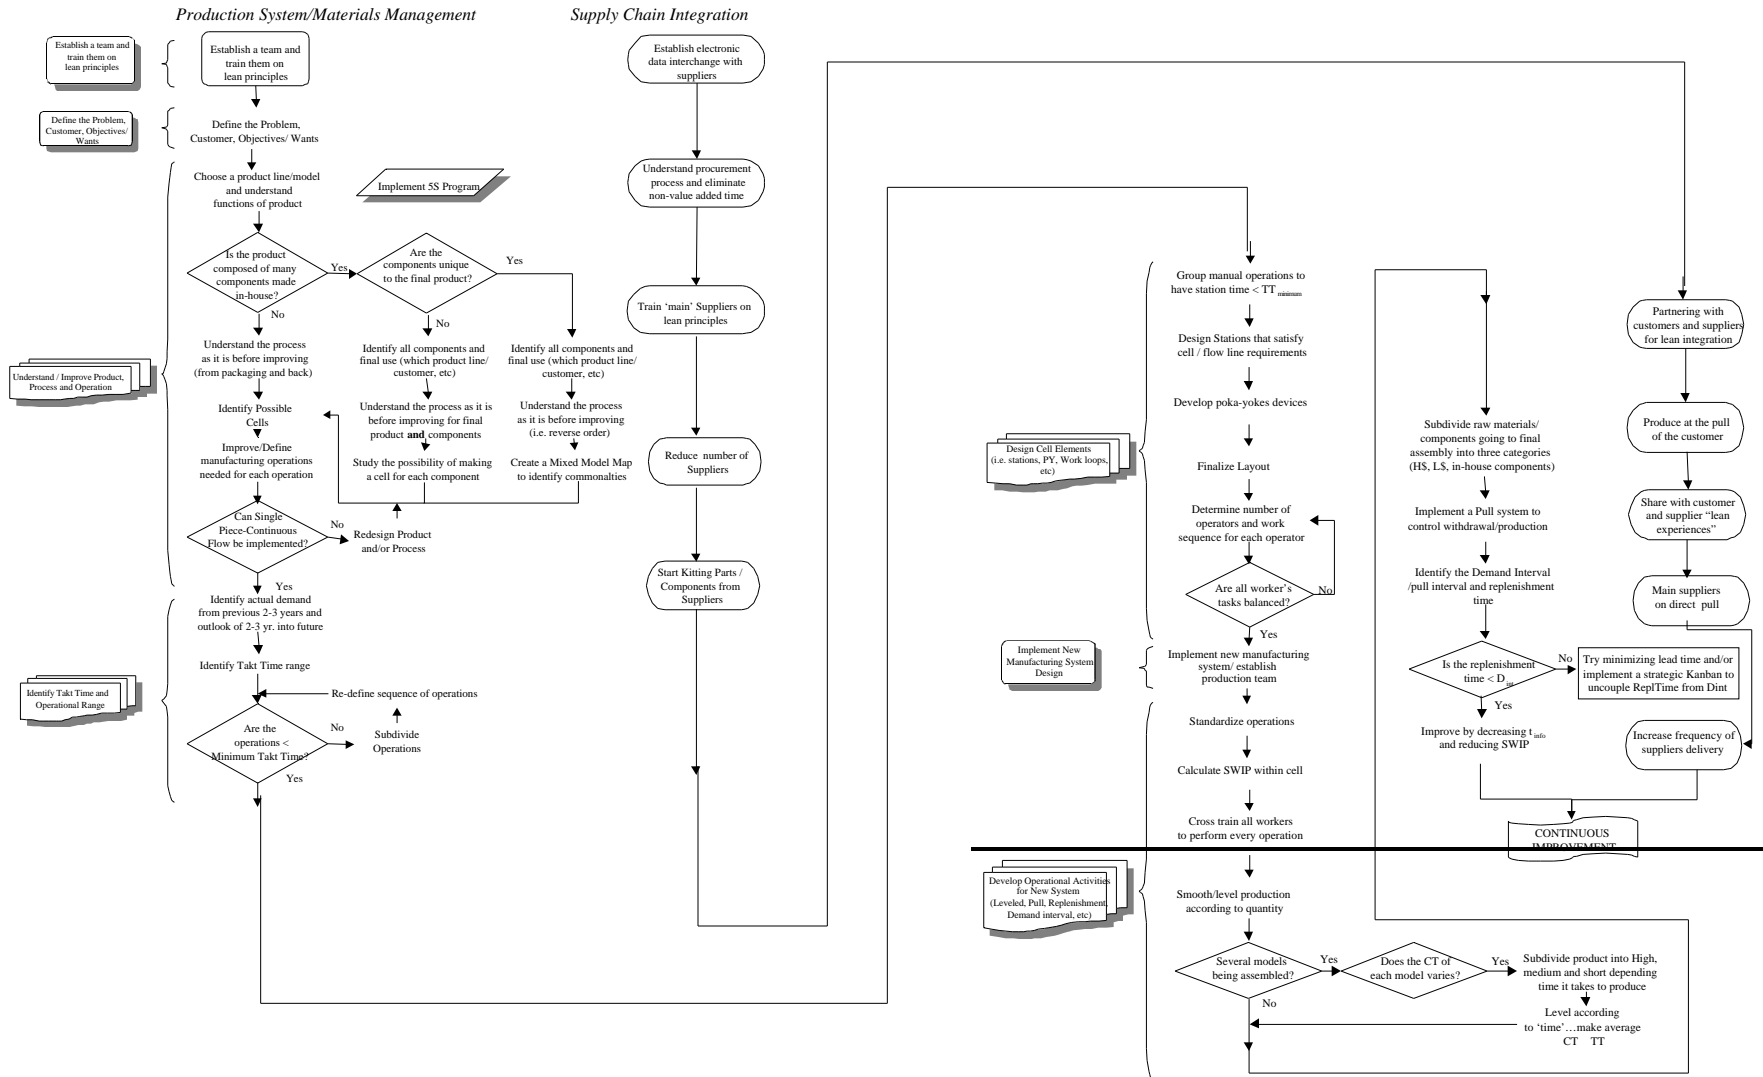 Production System/Materials Management
Supply Chain Integration
Establish a team and
train them on
lean principles
Establish a team and
train them on
lean principles
Define the Problem,
Customer, Objectives/
Wants
Define the Problem,
Customer, Objectives/ Wants
Choose a product line/model
and understand
functions of product
Implement 5S Program
Is the product
composed of many
components made
in-house?
Yes
Are the
components unique
to the final product?
Yes
No
No
Understand the process
as it is before improving
(from packaging and back)
Identify all components and
final use (which product line/
customer, etc)
Identify all components and
final use (which product line/
customer, etc)
Understand / Improve Product,
Process and Operation
Identify Possible
Cells
Understand the process as it is
before improving for final
product and components
Understand the process
as it is before improving
(i.e. reverse order)
Improve/Define
manufacturing operations
needed for each operation
Study the possibility of making
a cell for each component
Create a Mixed Model Map
to identify commonalties
Can Single
Piece-Continuous
Flow be implemented?
No
Redesign Product
and/or Process
Yes
Identify actual demand
from previous 2-3 years and
outlook of 2-3 yr. into future
Identify Takt Time range
Identify Takt Time and
Operational Range
Re-define sequence of operations
Are the
operations <
Minimum Takt Time?
No
Subdivide
Operations
Yes
Establish electronic
data interchange with
suppliers
Understand procurement
process and eliminate
non-value added time
Train ‘main’ Suppliers on
lean principles
Reduce number of
Suppliers
Start Kitting Parts /
Components from
Suppliers
Group manual operations to
have station time < TT minimum
Design Stations that satisfy
cell / flow line requirements
Develop poka-yokes devices
Design Cell Elements
(i.e. stations, PY, Work loops,
etc)
Finalize Layout
Determine number of
operators and work
sequence for each operator
Are all worker’s
tasks balanced?
No
Yes
Implement New
Manufacturing System
Design
Implement new manufacturing
system/ establish
production team
Standardize operations
Calculate SWIP within cell
Cross train all workers
to perform every operation
Develop Operational Activities
for New System
(Leveled, Pull, Replenishment,
Demand interval, etc)
Smooth/level production
according to quantity
Several models
being assembled?
Yes
Does the CT of
each model varies?
Yes
Subdivide product into High,
medium and short depending
time it takes to produce
No
Level according
to ‘time’…make average
CT TT
Subdivide raw materials/
components going to final
assembly into three categories
(H$, L$, in-house components)
Implement a Pull system to
control withdrawal/production
Identify the Demand Interval
/pull interval and replenishment
time
Is the replenishment
time < D int
No
Try minimizing lead time and/or
implement a strategic Kanban to
uncouple ReplTime from Dint
Yes
Improve by decreasing t info
and reducing SWIP
Partnering with
customers and suppliers
for lean integration
Produce at the pull
of the customer
Share with customer
and supplier “lean
experiences”
Main suppliers
on direct pull
Increase frequency of
suppliers delivery
CONTINUOUS
IMPROVEMENT